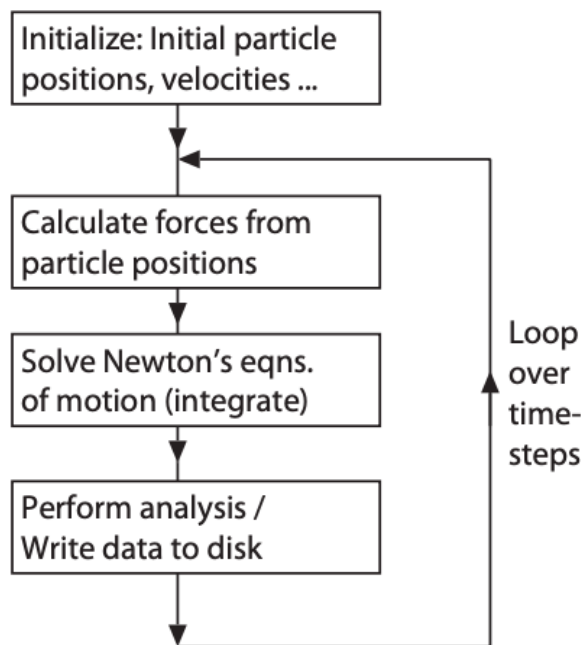 Initialize: Initial particle
positions, velocities ...
Calculate forces from
particle positions
Solve Newton's eqns.
of motion (integrate)
Perform analysis /
Write data to disk
Loop
over
time-
steps